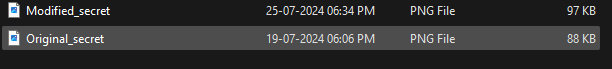 Modified_secret 25-07-2024 06:34 PM PNG File 97 KB
Original_secret 19-07-2024 06:06 PM PNG File 88 KB